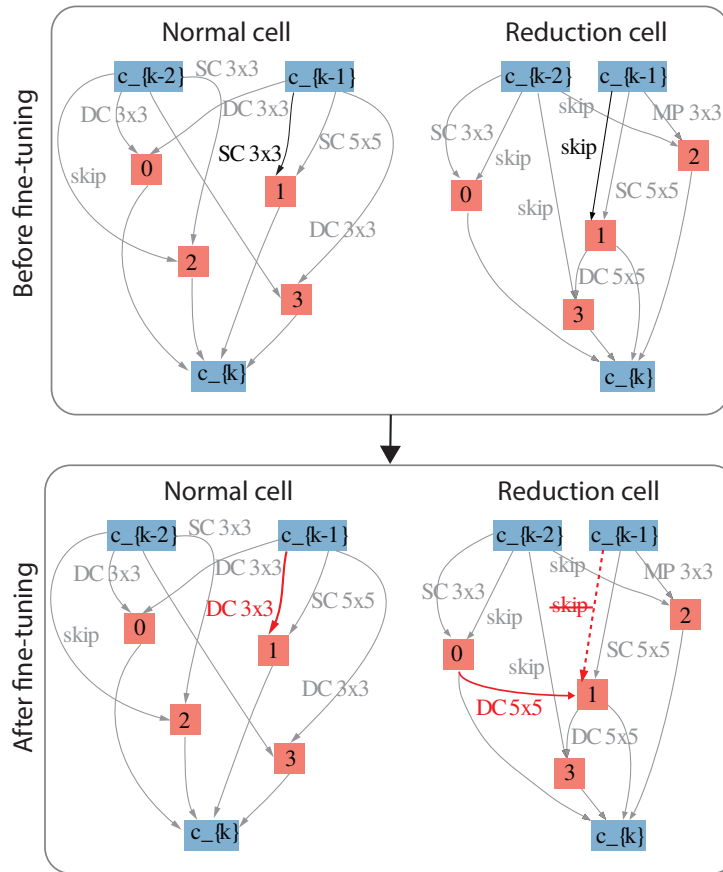 Before fine-tuning
Normal cell
Reduction cell
c_{k-2}
SC 3x3
c_{k-1}
c_{k-2}
c_{k-1}
DC 3x3
DC 3x3
skip
MP 3x3
SC 3x3
SC 5x5
SC 3x3
skip
skip
2
0
skip
1
0
SC 5x5
skip
DC 3x3
1
2
DC 5x5
3
3
c_{k}
c_{k}
After fine-tuning
Normal cell
Reduction cell
c_{k-2}
SC 3x3
c_{k-1}
c_{k-2}
c_{k-1}
DC 3x3
DC 3x3
skip
MP 3x3
DC 3x3
SC 5x5
SC 3x3
skip
2
0
skip
skip
1
0
skip
SC 5x5
DC 3x3
DC 5x5
1
2
DC 5x5
3
3
c_{k}
c_{k}